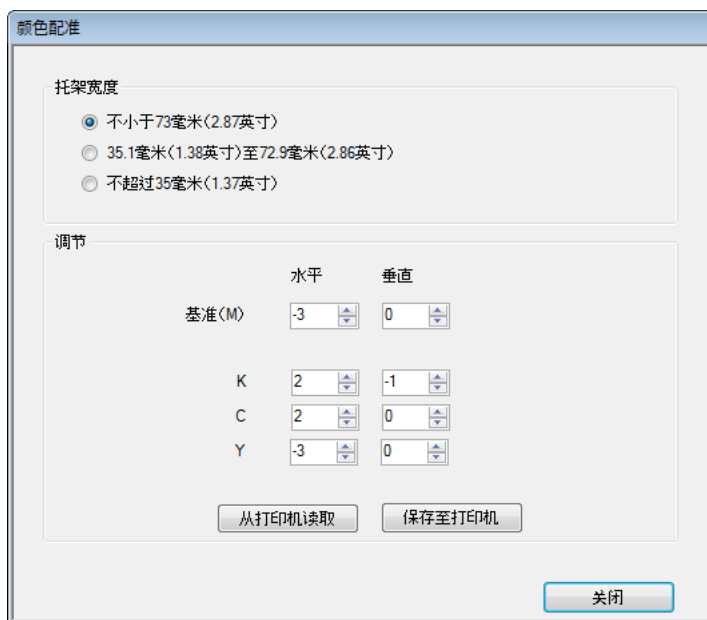 颜色配准
托架宽度
不小于73毫米(2.87英寸)
35.1毫米(1.38英寸)至72.9毫米(2.86英寸)
不超过35毫米(1.37英寸)
调节
水平 垂直
基准(M) -3 0
K 2 -1
C 2 0
Y -3 0
从打印机读取 保存至打印机
关闭